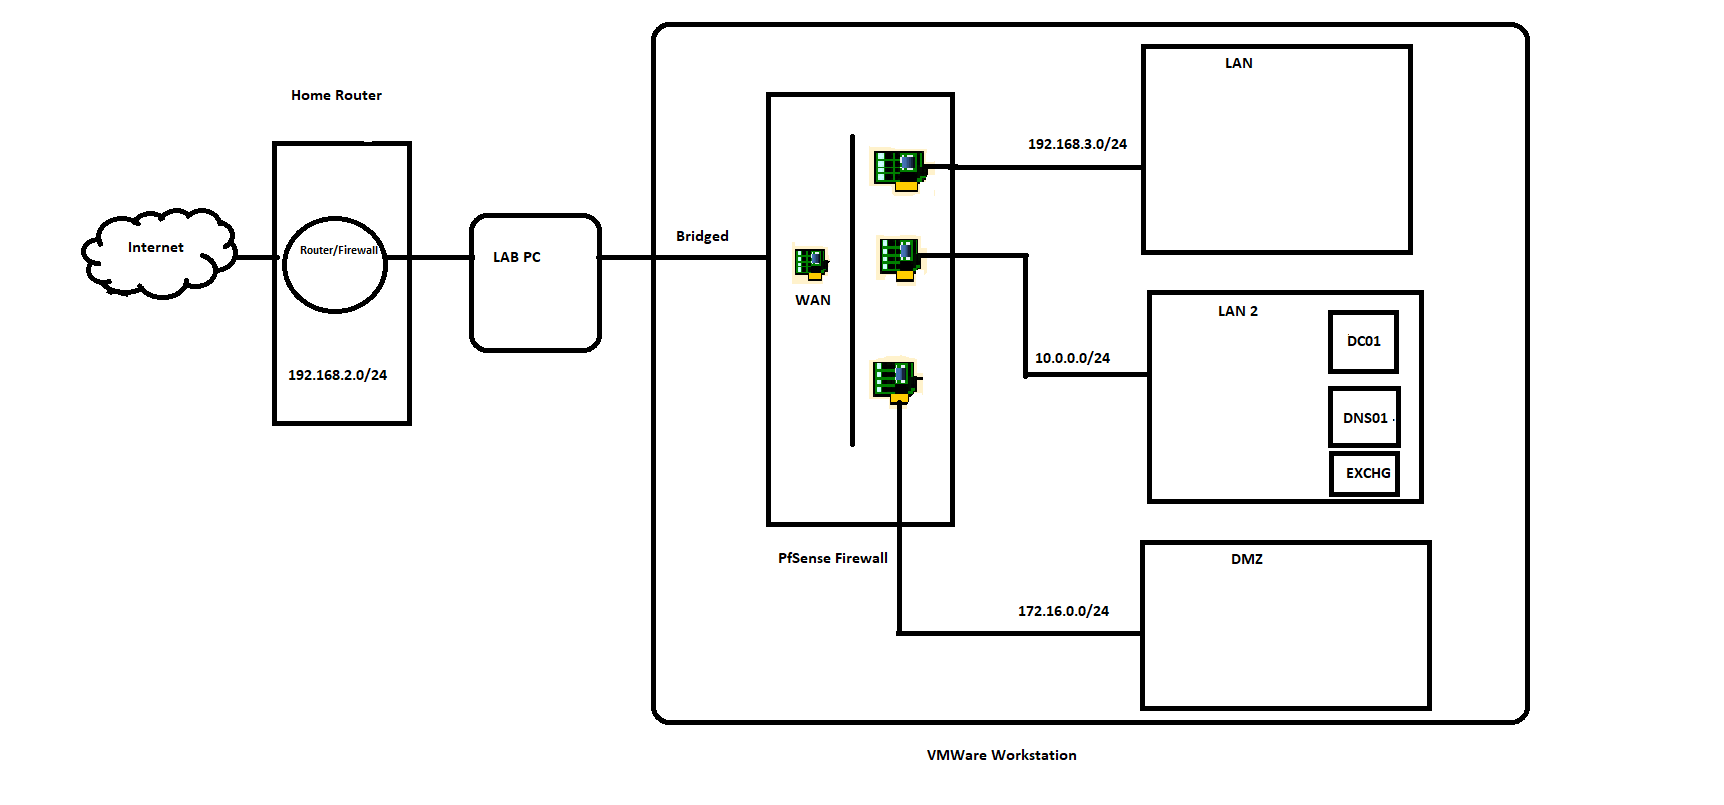 Home Router
Internet
Router/Firewall
192.168.2.0/24
LAB PC
Bridged
WAN
PfSense Firewall
192.168.3.0/24
LAN
10.0.0.0/24
LAN 2
DC01
DNS01
EXCHG
172.16.0.0/24
DMZ
VMWare Workstation